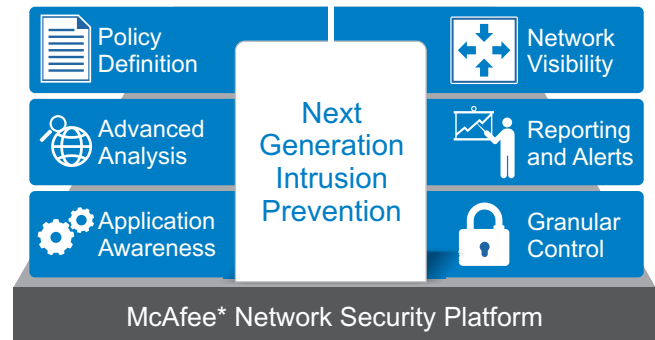 Policy
Definition
Network
Visibility
Next
Generation
Intrusion
Prevention
Advanced
Analysis
Reporting
and Alerts
Application
Awareness
Granular
Control
McAfee* Network Security Platform